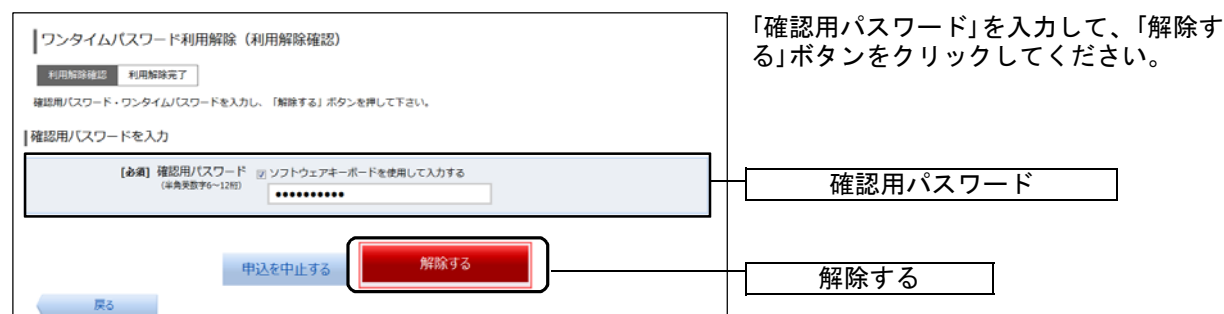 ワンタイムパスワード利用解除（利用解除確認）
利用解除確認 利用解除完了
確認用パスワード・ワンタイムパスワードを入力し、「解除する」ボタンを押して下さい。
確認用パスワードを入力
[必須] 確認用パスワード ソフトウェアキーボードを使用して入力する
（半角英数字6～12桁） ●●●●●●●●●●
申込を中止する 解除する
戻る
「確認用パスワード」を入力して、「解除す
る」ボタンをクリックしてください。
確認用パスワード
解除する